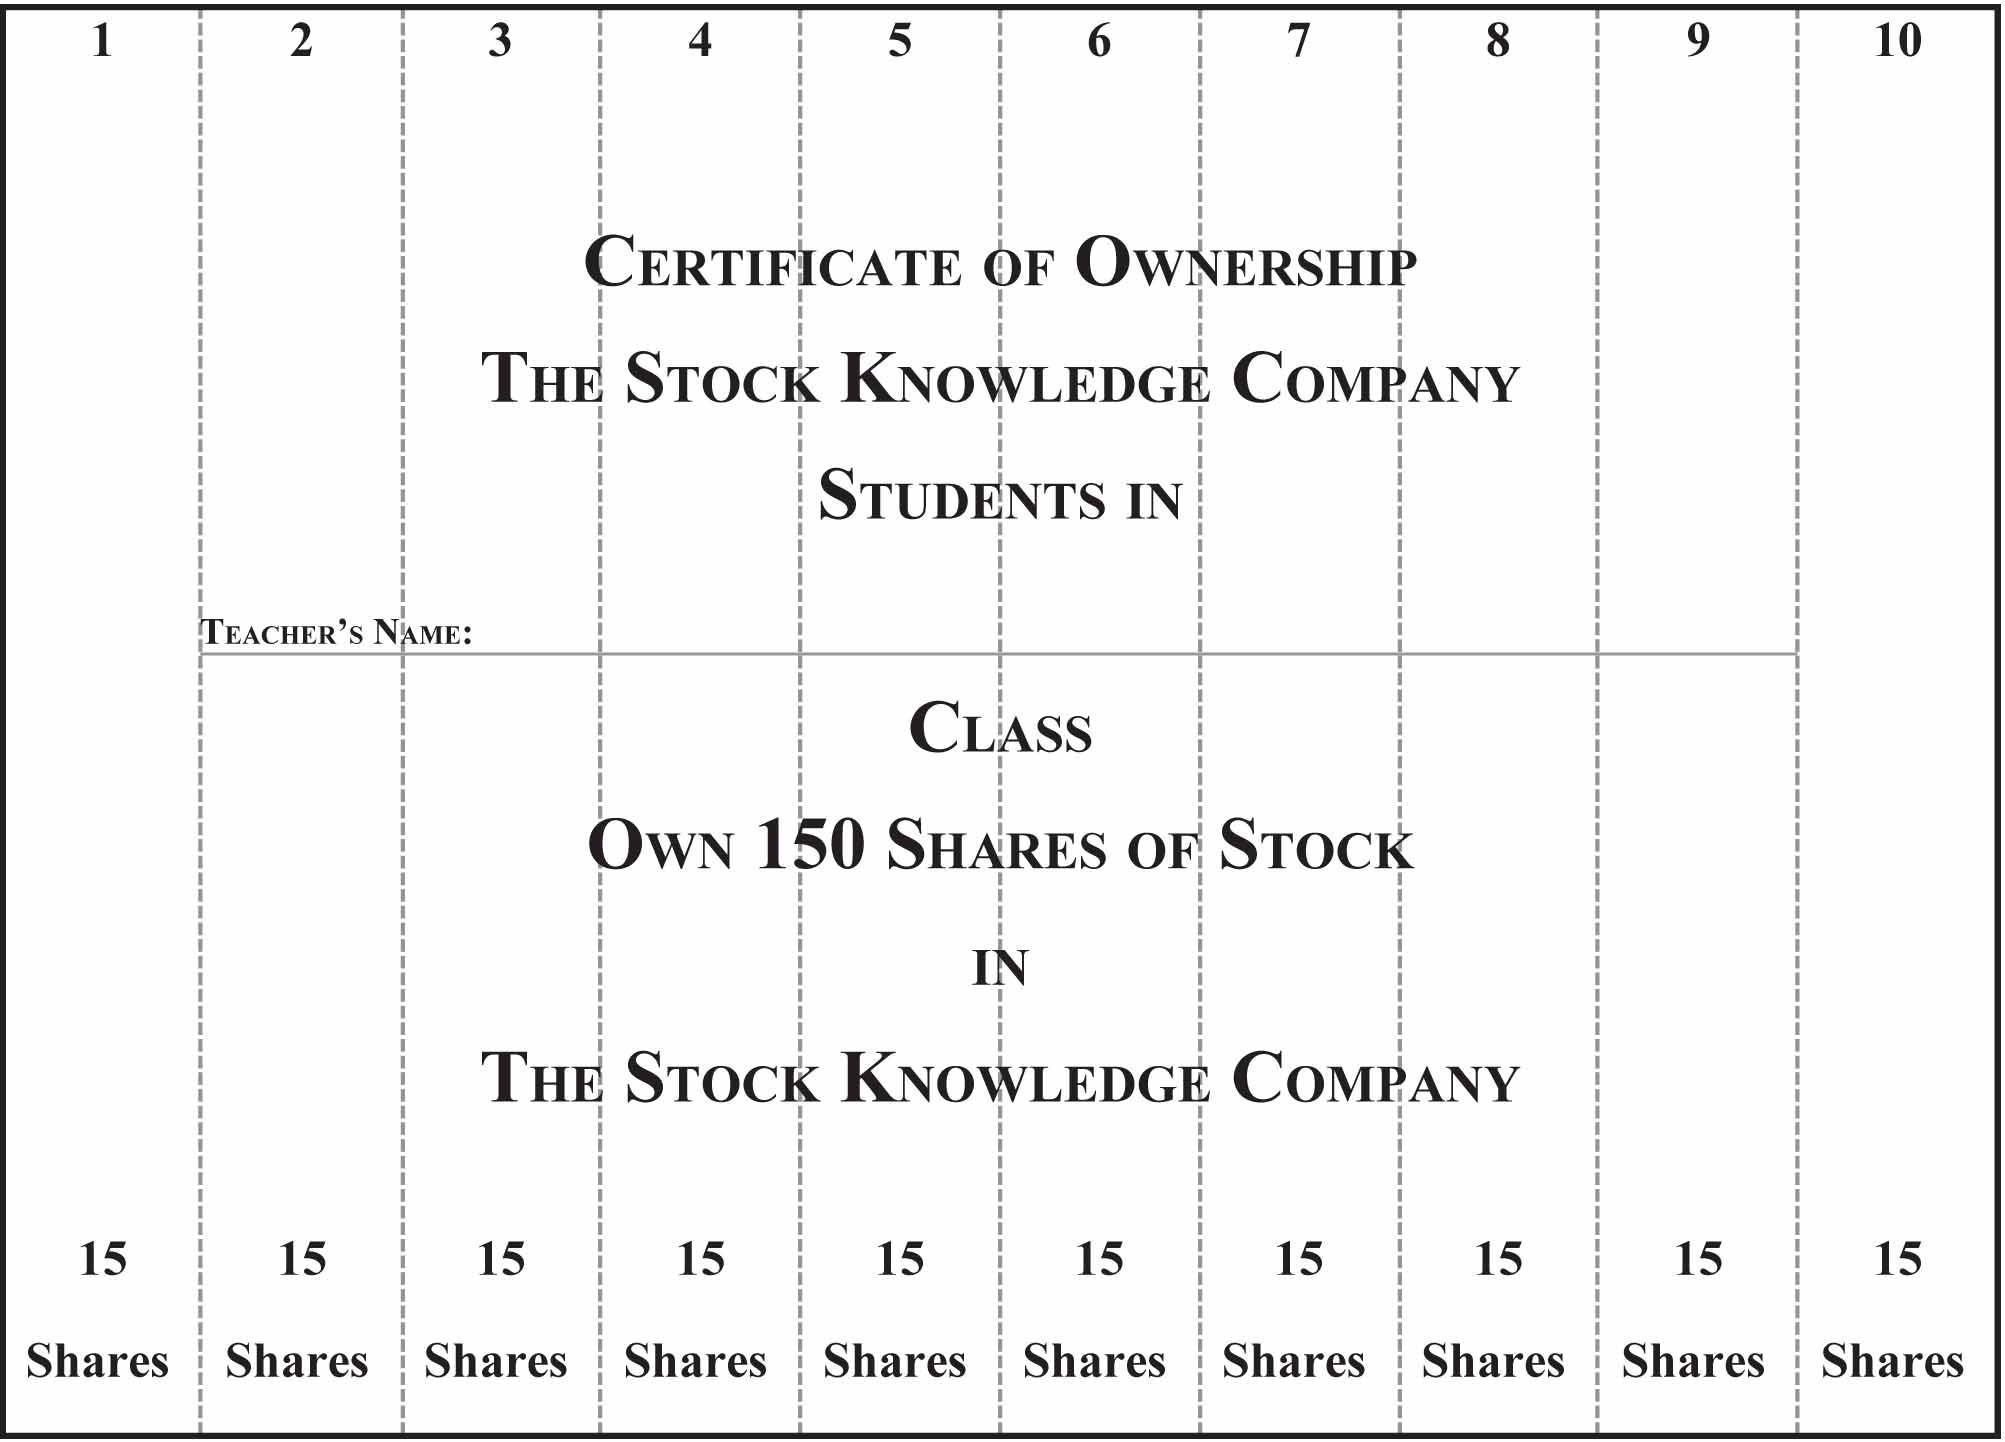 1 2 3 4 5 6 7 8 9 10
Certificate of Ownership
The Stock Knowledge Company
Students in
Teacher’s Name:
Class
Own 150 Shares of Stock
in
The Stock Knowledge Company
15 15 15 15 15 15 15 15 15 15
Shares Shares Shares Shares Shares Shares Shares Shares Shares Shares